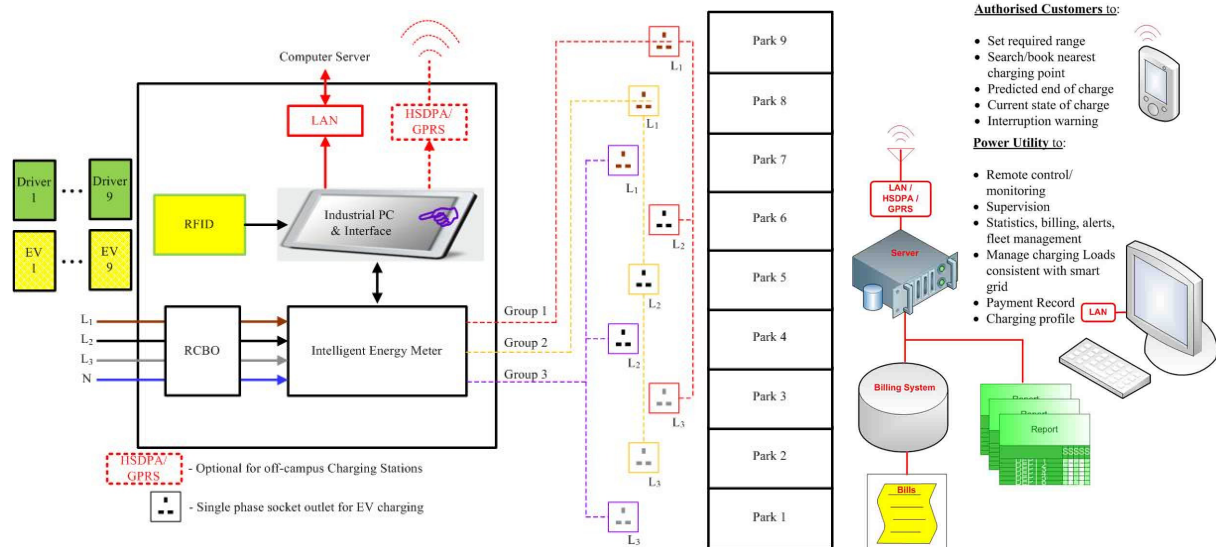 Computer Server
LAN
HSDPA/
GPRS
Driver
1
...
Driver
9
EV
1
...
EV
9
RFID
Industrial PC
& Interface
L1
L2
L3
N
RCBO
Intelligent Energy Meter
Group 1
Group 2
Group 3
HSDPA/
GPRS
- Optional for off-campus Charging Stations
- Single phase socket outlet for EV charging
L1
L1
L1
L2
L2
L2
L3
L3
L3
Park 9
Park 8
Park 7
Park 6
Park 5
Park 4
Park 3
Park 2
Park 1
Authorised Customers to:
• Set required range
• Search/book nearest
charging point
• Predicted end of charge
• Current state of charge
• Interruption warning
Power Utility to:
• Remote control/
monitoring
• Supervision
• Statistics, billing, alerts,
fleet management
• Manage charging Loads
consistent with smart
grid
• Payment Record
• Charging profile
LAN /
HSDPA /
GPRS
Server
LAN
Billing System
Bills
Report
Report
Report
SSSSS